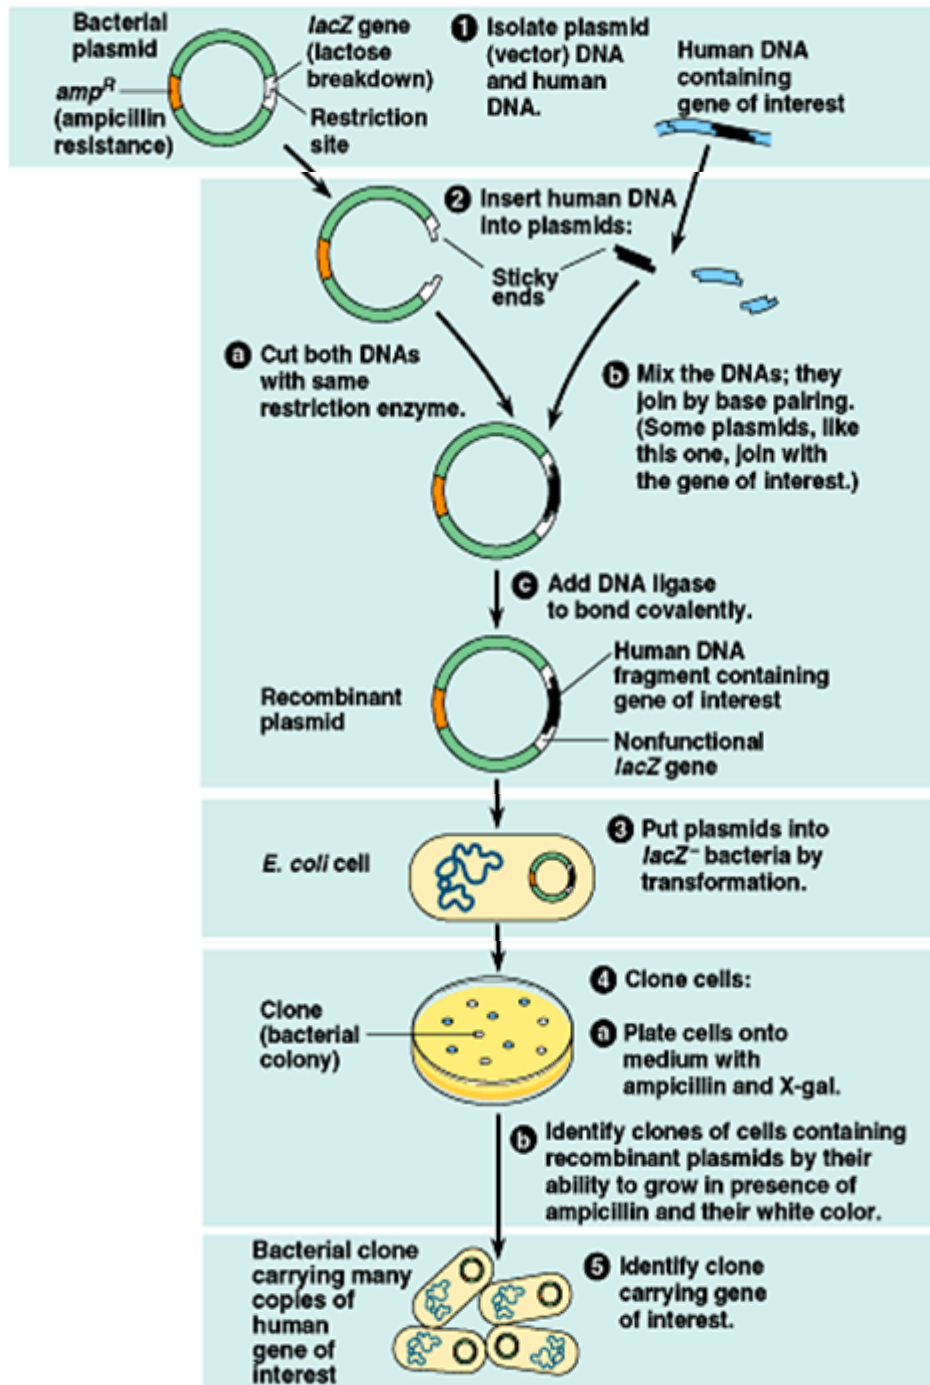 Bacterial
plasmid
lacZ gene
(lactose
breakdown)
ampR
(ampicillin
resistance)
Restriction
site
1 Isolate plasmid
(vector) DNA
and human
DNA.
Human DNA
containing
gene of interest
2 Insert human DNA
into plasmids:
Sticky
ends
a Cut both DNAs
with same
restriction enzyme.
b Mix the DNAs; they
join by base pairing.
(Some plasmids, like
this one, join with
the gene of interest.)
c Add DNA ligase
to bond covalently.
Recombinant
plasmid
Human DNA
fragment containing
gene of interest
Nonfunctional
lacZ gene
E. coli cell
3 Put plasmids into
lacZ– bacteria by
transformation.
Clone
(bacterial
colony)
4 Clone cells:
a Plate cells onto
medium with
ampicillin and X-gal.
b Identify clones of cells containing
recombinant plasmids by their
ability to grow in presence of
ampicillin and their white color.
Bacterial clone
carrying many
copies of
human
gene of
interest
5 Identify clone
carrying gene
of interest.